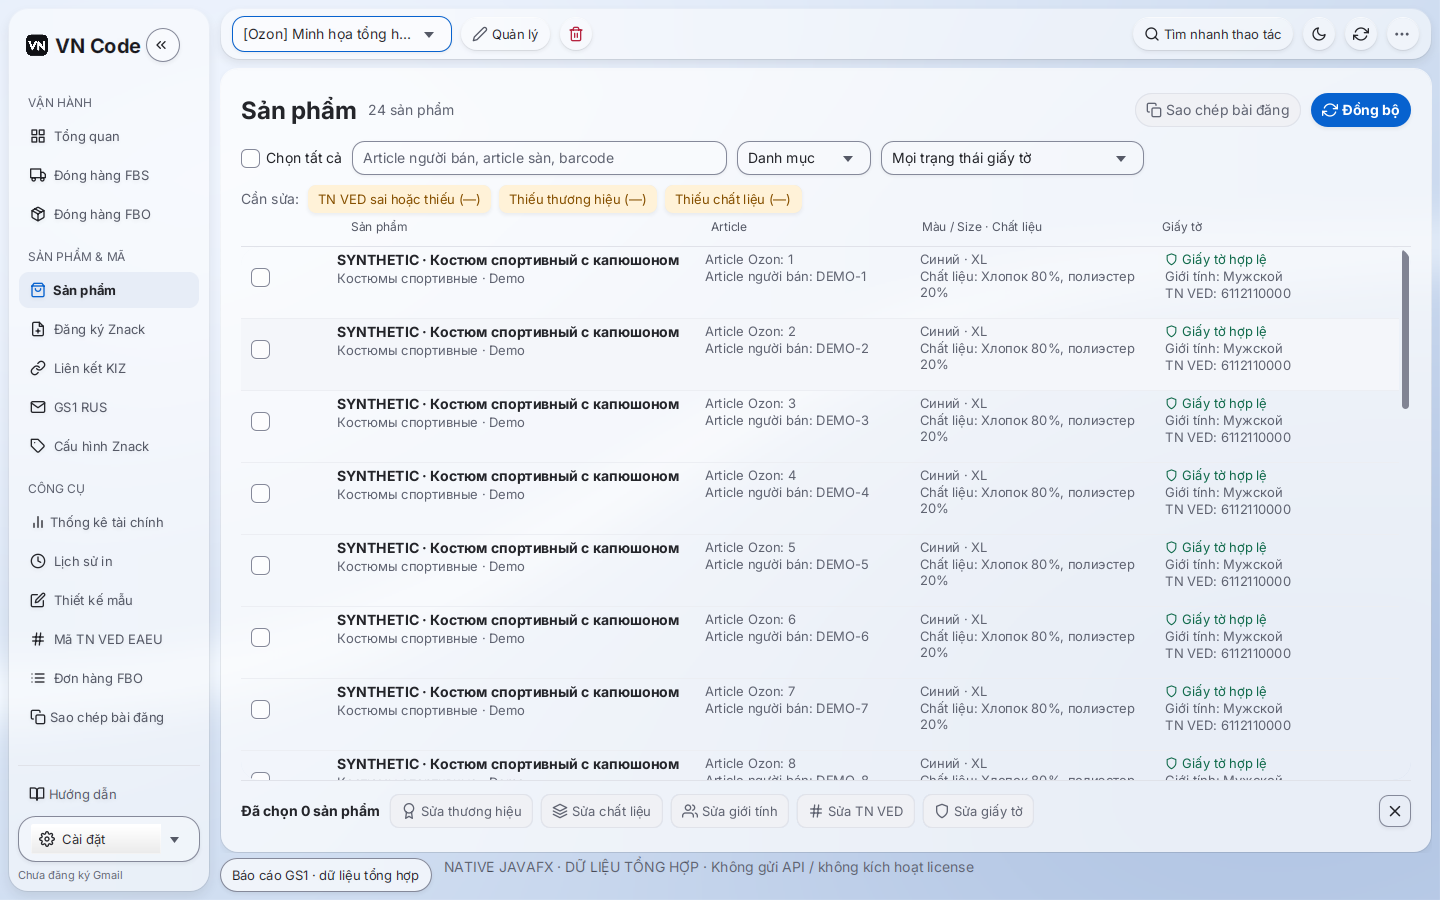 VN Code
VẬN HÀNH
Tổng quan
Đóng hàng FBS
Đóng hàng FBO
SẢN PHẨM & MÃ
Sản phẩm
Đăng ký Znack
Liên kết KIZ
GS1 RUS
Cấu hình Znack
CÔNG CỤ
Thống kê tài chính
Lịch sử in
Thiết kế mẫu
Mã TN VED EAEU
Đơn hàng FBO
Sao chép bài đăng
Hướng dẫn
Cài đặt
Chưa đăng ký Gmail
[Ozon] Minh họa tổng h...
Quản lý
Tìm nhanh thao tác
Sản phẩm 24 sản phẩm
Sao chép bài đăng
Đồng bộ
Chọn tất cả
Article người bán, article sàn, barcode
Danh mục
Mọi trạng thái giấy tờ
Cần sửa: TN VED sai hoặc thiếu (—) Thiếu thương hiệu (—) Thiếu chất liệu (—)
Sản phẩm Article Màu / Size · Chất liệu Giấy tờ
SYNTHETIC · Костюм спортивный с капюшоном
Костюмы спортивные · Demo
Article Ozon: 1
Article người bán: DEMO-1
Синий · XL
Chất liệu: Хлопок 80%, полиэстер
20%
Giấy tờ hợp lệ
Giới tính: Мужской
TN VED: 6112110000
SYNTHETIC · Костюм спортивный с капюшоном
Костюмы спортивные · Demo
Article Ozon: 2
Article người bán: DEMO-2
Синий · XL
Chất liệu: Хлопок 80%, полиэстер
20%
Giấy tờ hợp lệ
Giới tính: Мужской
TN VED: 6112110000
SYNTHETIC · Костюм спортивный с капюшоном
Костюмы спортивные · Demo
Article Ozon: 3
Article người bán: DEMO-3
Синий · XL
Chất liệu: Хлопок 80%, полиэстер
20%
Giấy tờ hợp lệ
Giới tính: Мужской
TN VED: 6112110000
SYNTHETIC · Костюм спортивный с капюшоном
Костюмы спортивные · Demo
Article Ozon: 4
Article người bán: DEMO-4
Синий · XL
Chất liệu: Хлопок 80%, полиэстер
20%
Giấy tờ hợp lệ
Giới tính: Мужской
TN VED: 6112110000
SYNTHETIC · Костюм спортивный с капюшоном
Костюмы спортивные · Demo
Article Ozon: 5
Article người bán: DEMO-5
Синий · XL
Chất liệu: Хлопок 80%, полиэстер
20%
Giấy tờ hợp lệ
Giới tính: Мужской
TN VED: 6112110000
SYNTHETIC · Костюм спортивный с капюшоном
Костюмы спортивные · Demo
Article Ozon: 6
Article người bán: DEMO-6
Синий · XL
Chất liệu: Хлопок 80%, полиэстер
20%
Giấy tờ hợp lệ
Giới tính: Мужской
TN VED: 6112110000
SYNTHETIC · Костюм спортивный с капюшоном
Костюмы спортивные · Demo
Article Ozon: 7
Article người bán: DEMO-7
Синий · XL
Chất liệu: Хлопок 80%, полиэстер
20%
Giấy tờ hợp lệ
Giới tính: Мужской
TN VED: 6112110000
SYNTHETIC · Костюм спортивный с капюшоном
Костюмы спортивные · Demo
Article Ozon: 8
Article người bán: DEMO-8
Синий · XL
Chất liệu: Хлопок 80%, полиэстер
Giấy tờ hợp lệ
Giới tính: Мужской
Đã chọn 0 sản phẩm
Sửa thương hiệu
Sửa chất liệu
Sửa giới tính
Sửa TN VED
Sửa giấy tờ
Báo cáo GS1 · dữ liệu tổng hợp
NATIVE JAVAFX · DỮ LIỆU TỔNG HỢP · Không gửi API / không kích hoạt license